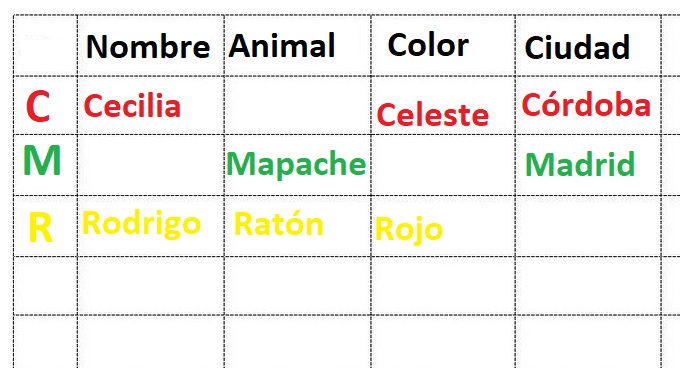 Nombre Animal Color Ciudad
C Cecilia Celeste Córdoba
M Mapache Madrid
R Rodrigo Ratón Rojo